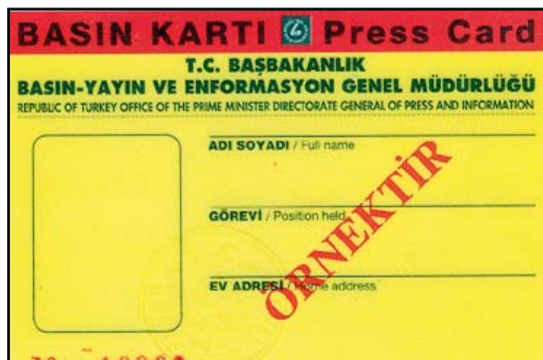 BASIN KARTI Press Card
T.C. BAŞBAKANLIK
BASIN-YAYIN VE ENFORMASYON GENEL MÜDÜRLÜĞÜ
REPUBLIC OF TURKEY OFFICE OF THE PRIME MINISTER DIRECTORATE GENERAL OF PRESS AND INFORMATION
ADI SOYADI / Full name
GÖREVİ / Position held
EV ADRESİ / Home address
ÖRNEKTİR